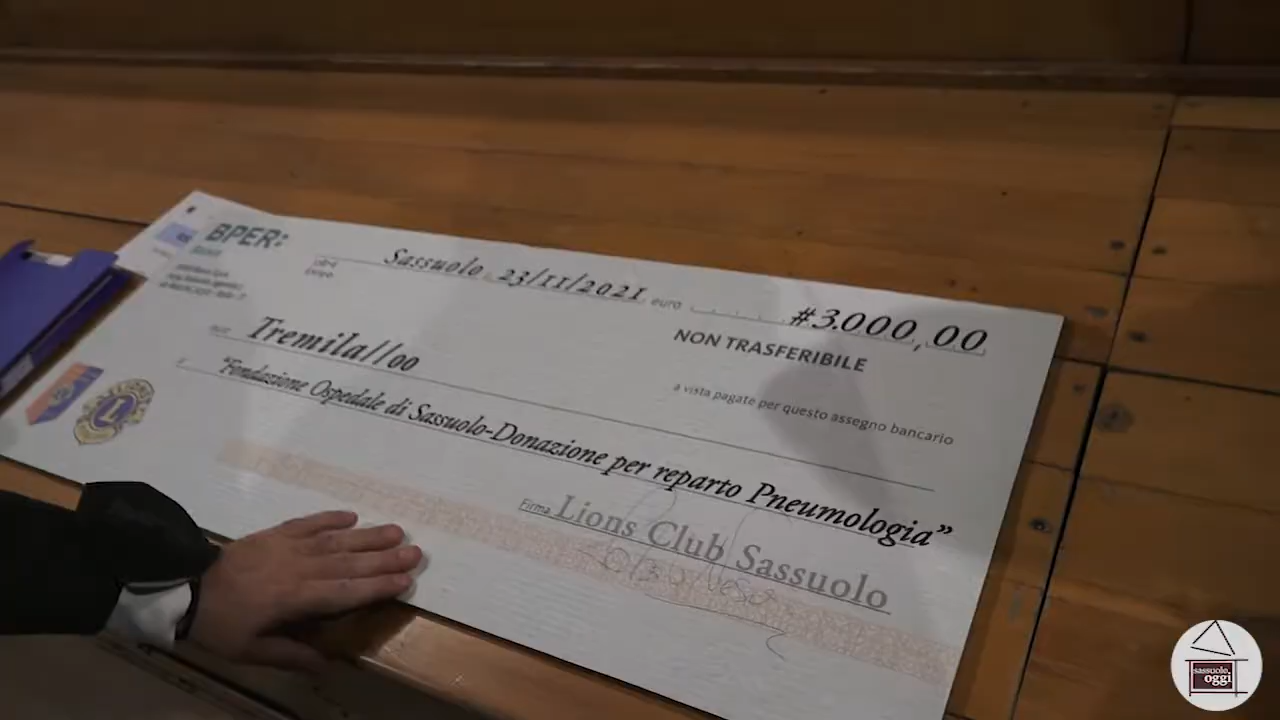 BPER:
Sassuolo 23/11/2021 euro #3.000,00
NON TRASFERIBILE
Tremila//00
a vista pagate per questo assegno bancario
“Fondazione Ospedale di Sassuolo-Donazione per reparto Pneumologia”
Firma Lions Club Sassuolo
sassuolo.
oggi